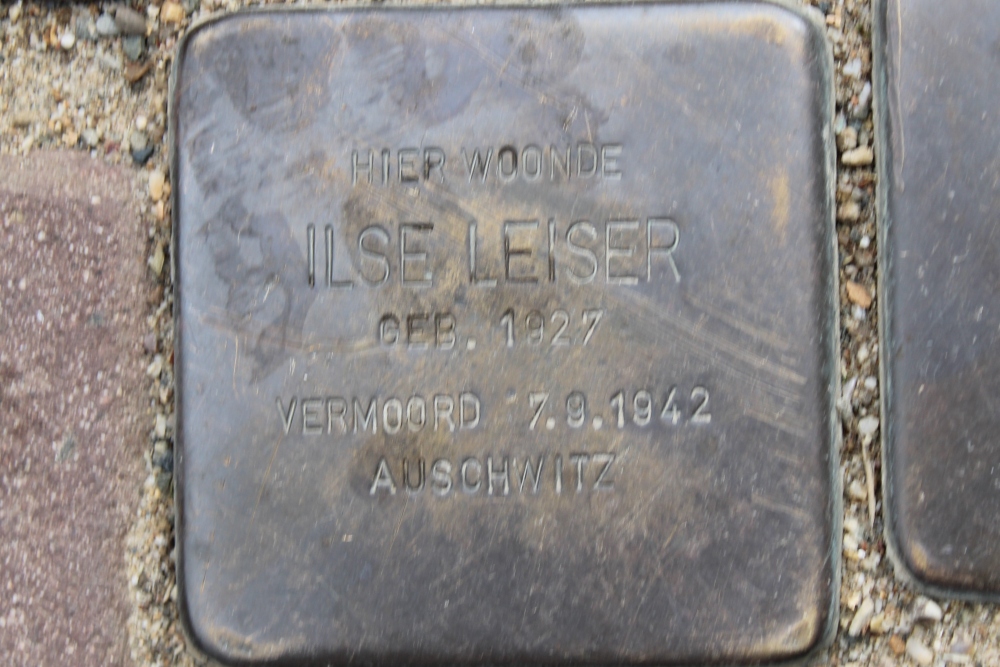 HIER WOONDE
ILSE LEISER
GEB. 1927
VERMOORD 7.9.1942
AUSCHWITZ